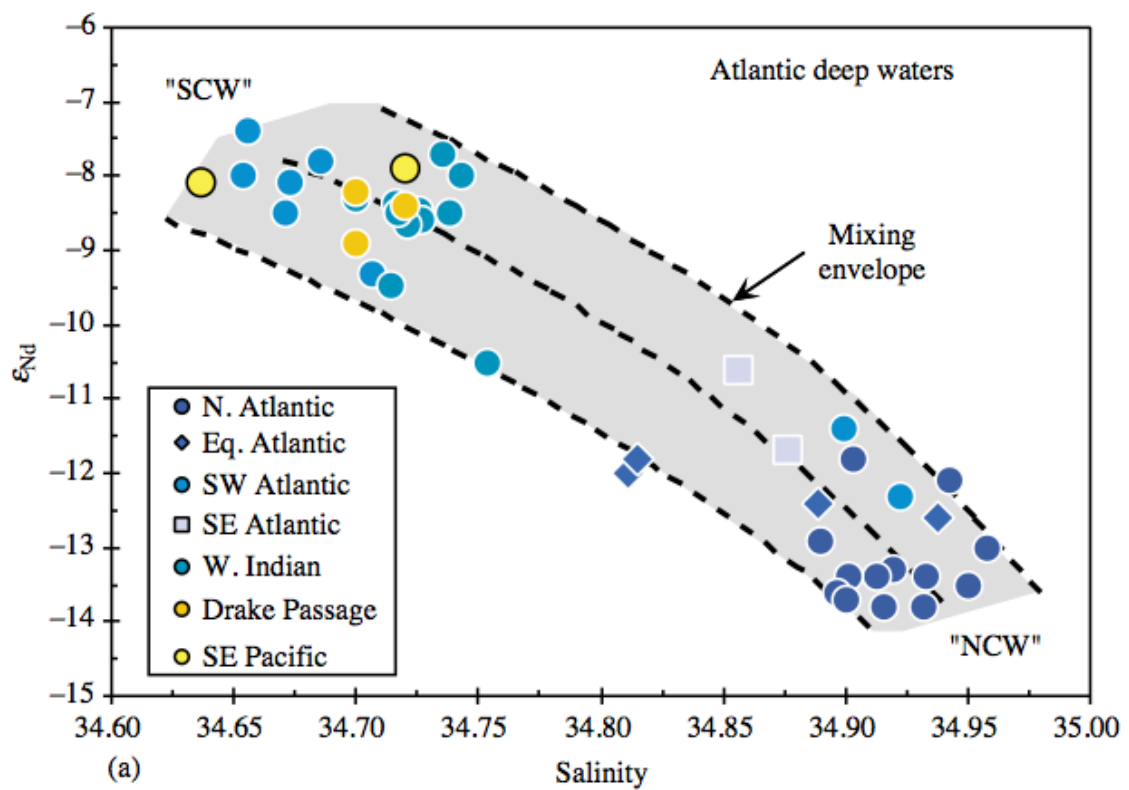 Atlantic deep waters
"SCW"
Mixing
envelope
"NCW"
εNd
–6
–7
–8
–9
–10
–11
–12
–13
–14
–15
N. Atlantic
Eq. Atlantic
SW Atlantic
SE Atlantic
W. Indian
Drake Passage
SE Pacific
34.60 34.65 34.70 34.75 34.80 34.85 34.90 34.95 35.00
(a)
Salinity